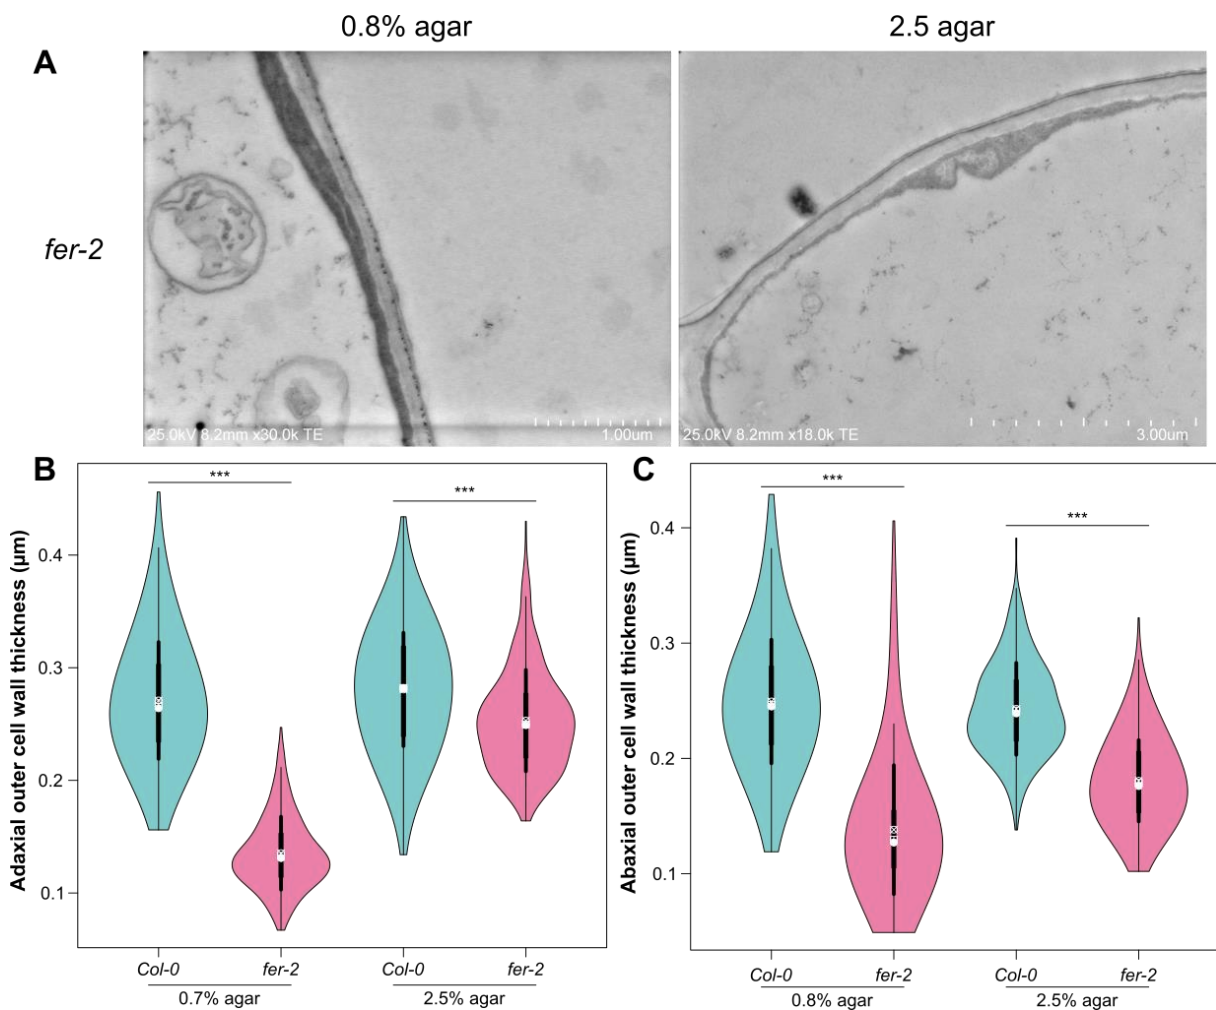 0.8% agar
2.5 agar
A
fer-2
25.0kV 8.2mm x30.0k TE
1.00um
25.0kV 8.2mm x18.0k TE
3.00um
B
Adaxial outer cell wall thickness (µm)
0.4
0.3
0.2
0.1
***
***
Col-0
fer-2
Col-0
fer-2
0.7% agar
2.5% agar
C
Abaxial outer cell wall thickness (µm)
0.4
0.3
0.2
0.1
***
***
Col-0
fer-2
Col-0
fer-2
0.8% agar
2.5% agar